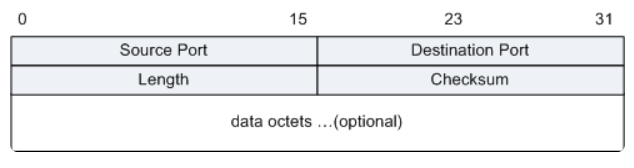 0 15 23 31
Source Port Destination Port
Length Checksum
data octets …(optional)